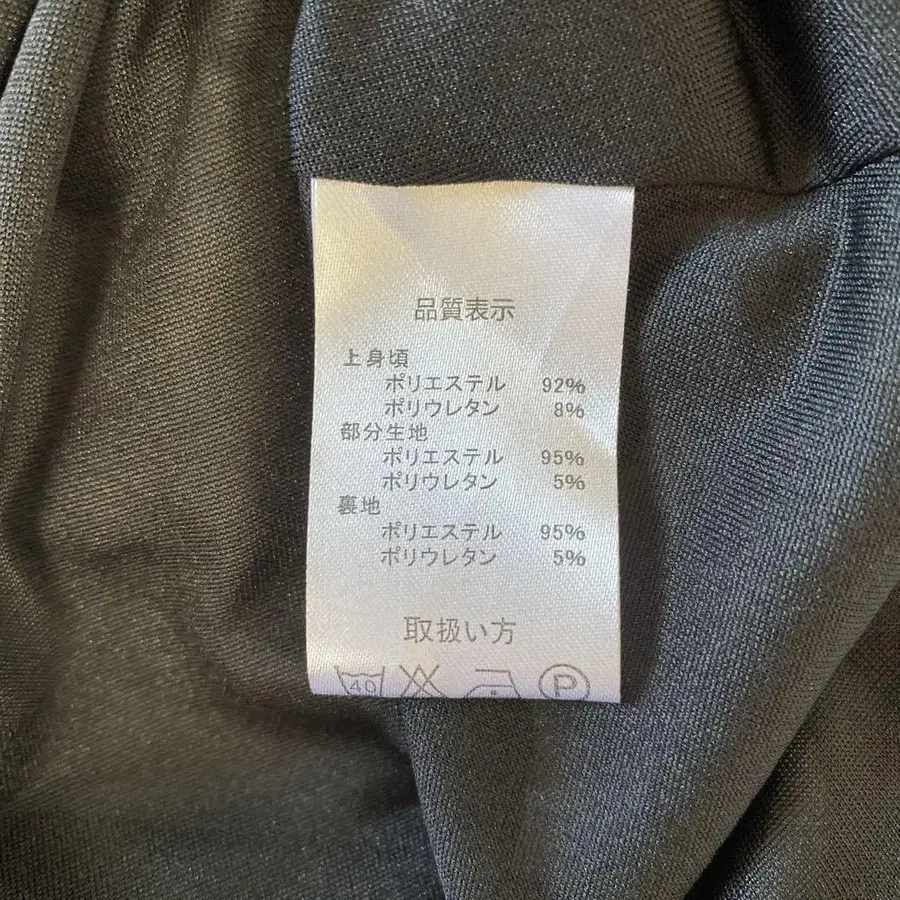 品質表示
上身頃
ポリエステル 92%
ポリウレタン 8%
部分生地
ポリエステル 95%
ポリウレタン 5%
裏地
ポリエステル 95%
ポリウレタン 5%
取扱い方
40 P